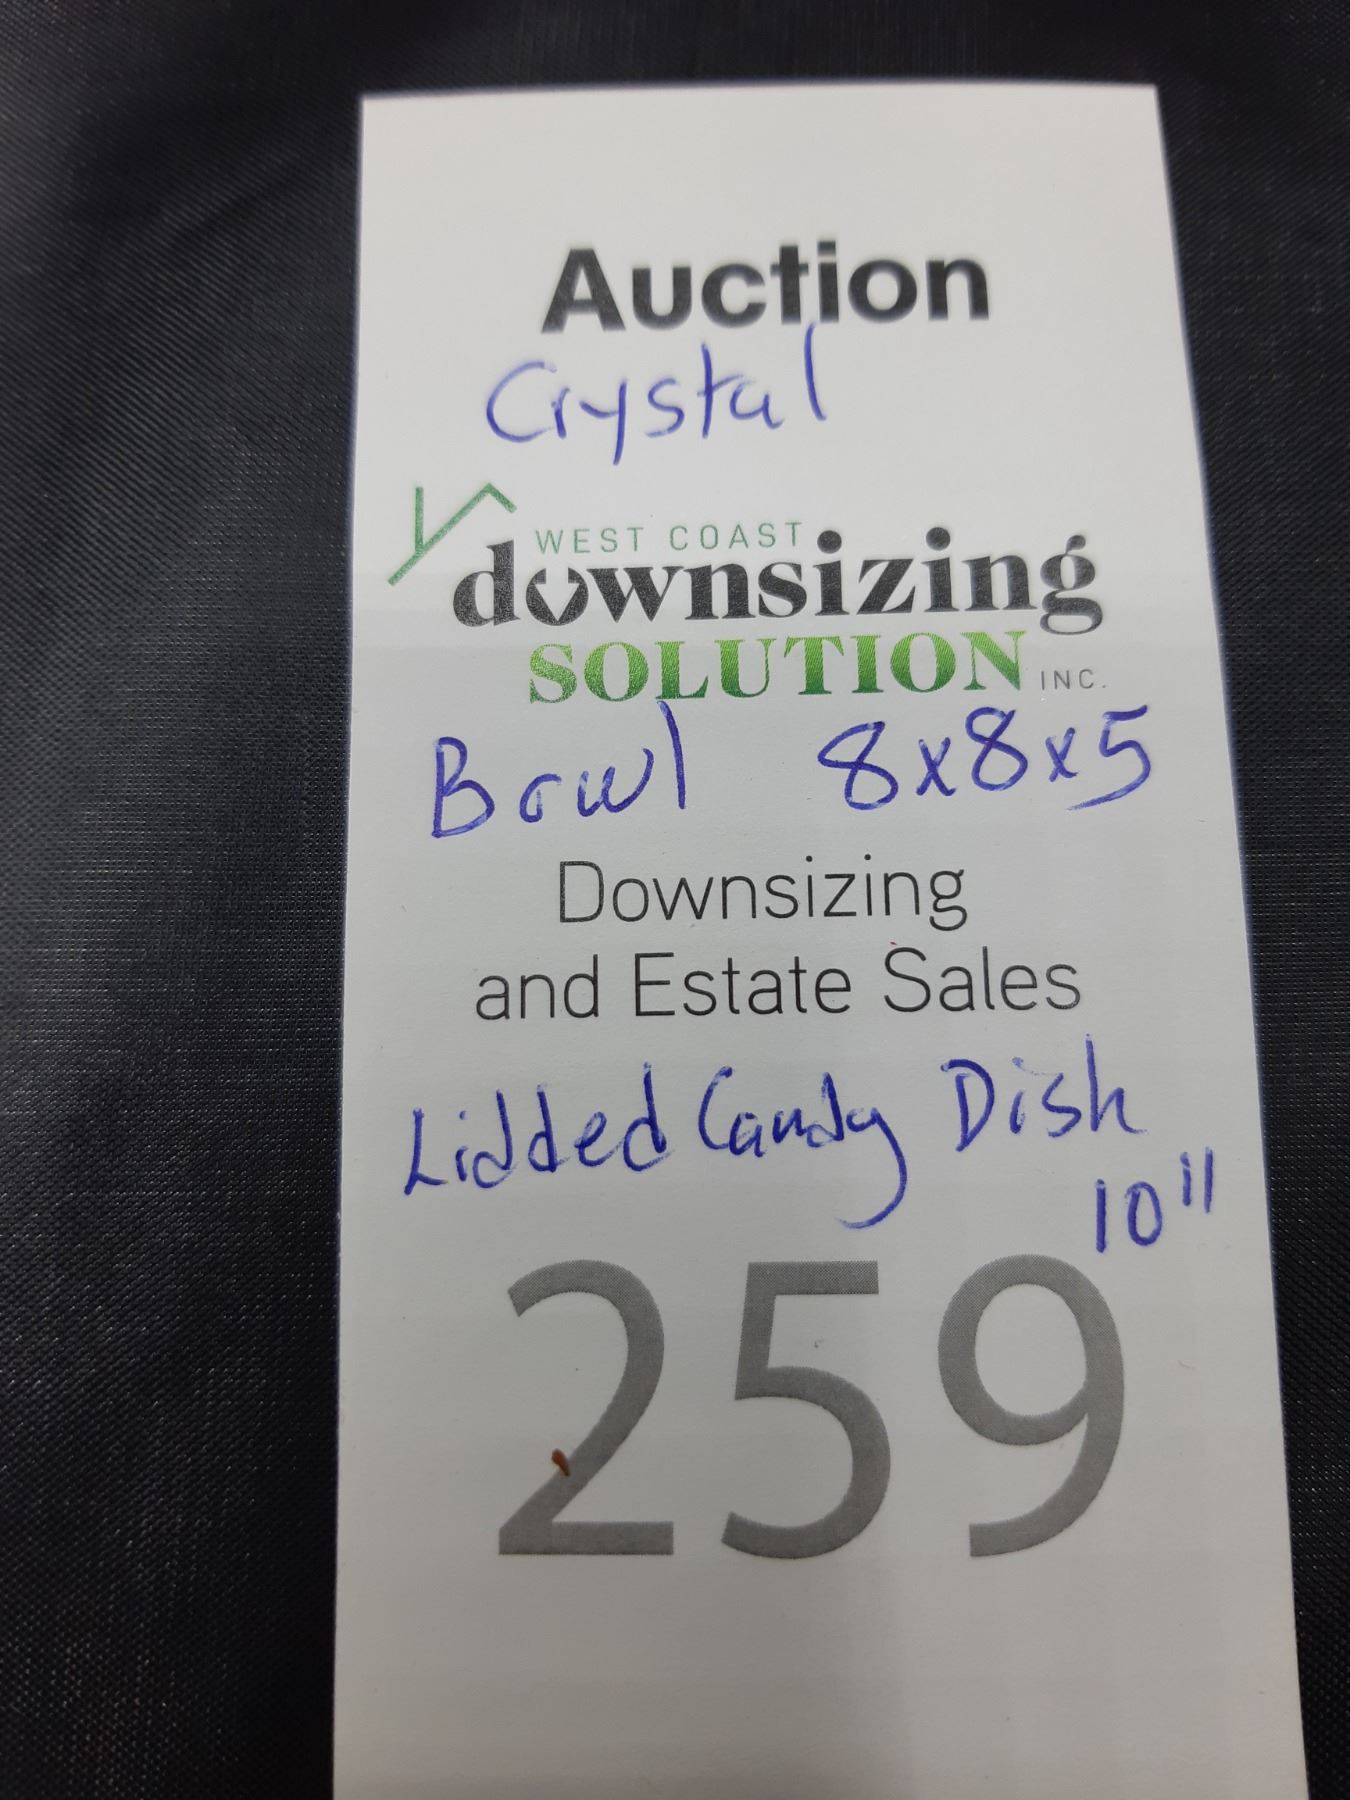 Auction
Crystal
WEST COAST
downsizing
SOLUTION INC.
Bowl 8x8x5
Downsizing
and Estate Sales
Lidded Candy Dish
10"
259